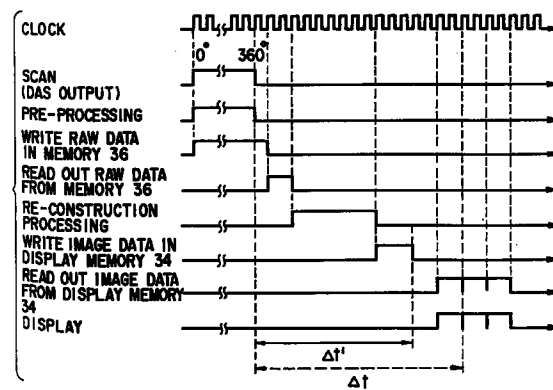 CLOCK
0° 360°
SCAN
(DAS OUTPUT)
PRE-PROCESSING
WRITE RAW DATA
IN MEMORY 36
READ OUT RAW DATA
FROM MEMORY 36
RE-CONSTRUCTION
PROCESSING
WRITE IMAGE DATA IN
DISPLAY MEMORY 34
READ OUT IMAGE DATA
FROM DISPLAY MEMORY
34
DISPLAY
Δt'
Δt